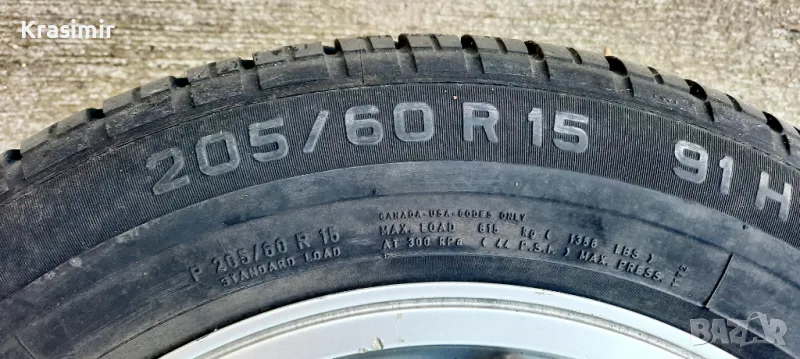 Krasimir
205/60 R 15 91 H
P 205/60 R 15
STANDARD LOAD
CANADA-USA-CODES ONLY
MAX. LOAD 615 KG ( 1356 LBS )
AT 300 KPa ( 44 P.S.I. ) MAX. PRESS.
BAZAR